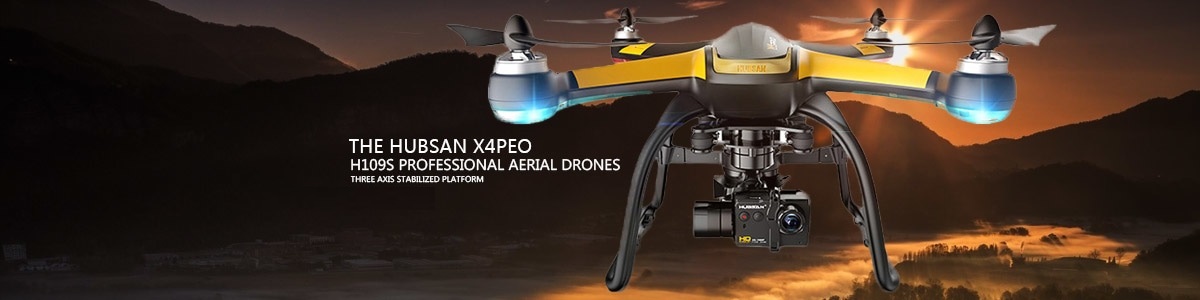 HUBSAN
THE HUBSAN X4PEO
H109S PROFESSIONAL AERIAL DRONES
THREE AXIS STABILIZED PLATFORM
HUBSAN
HD